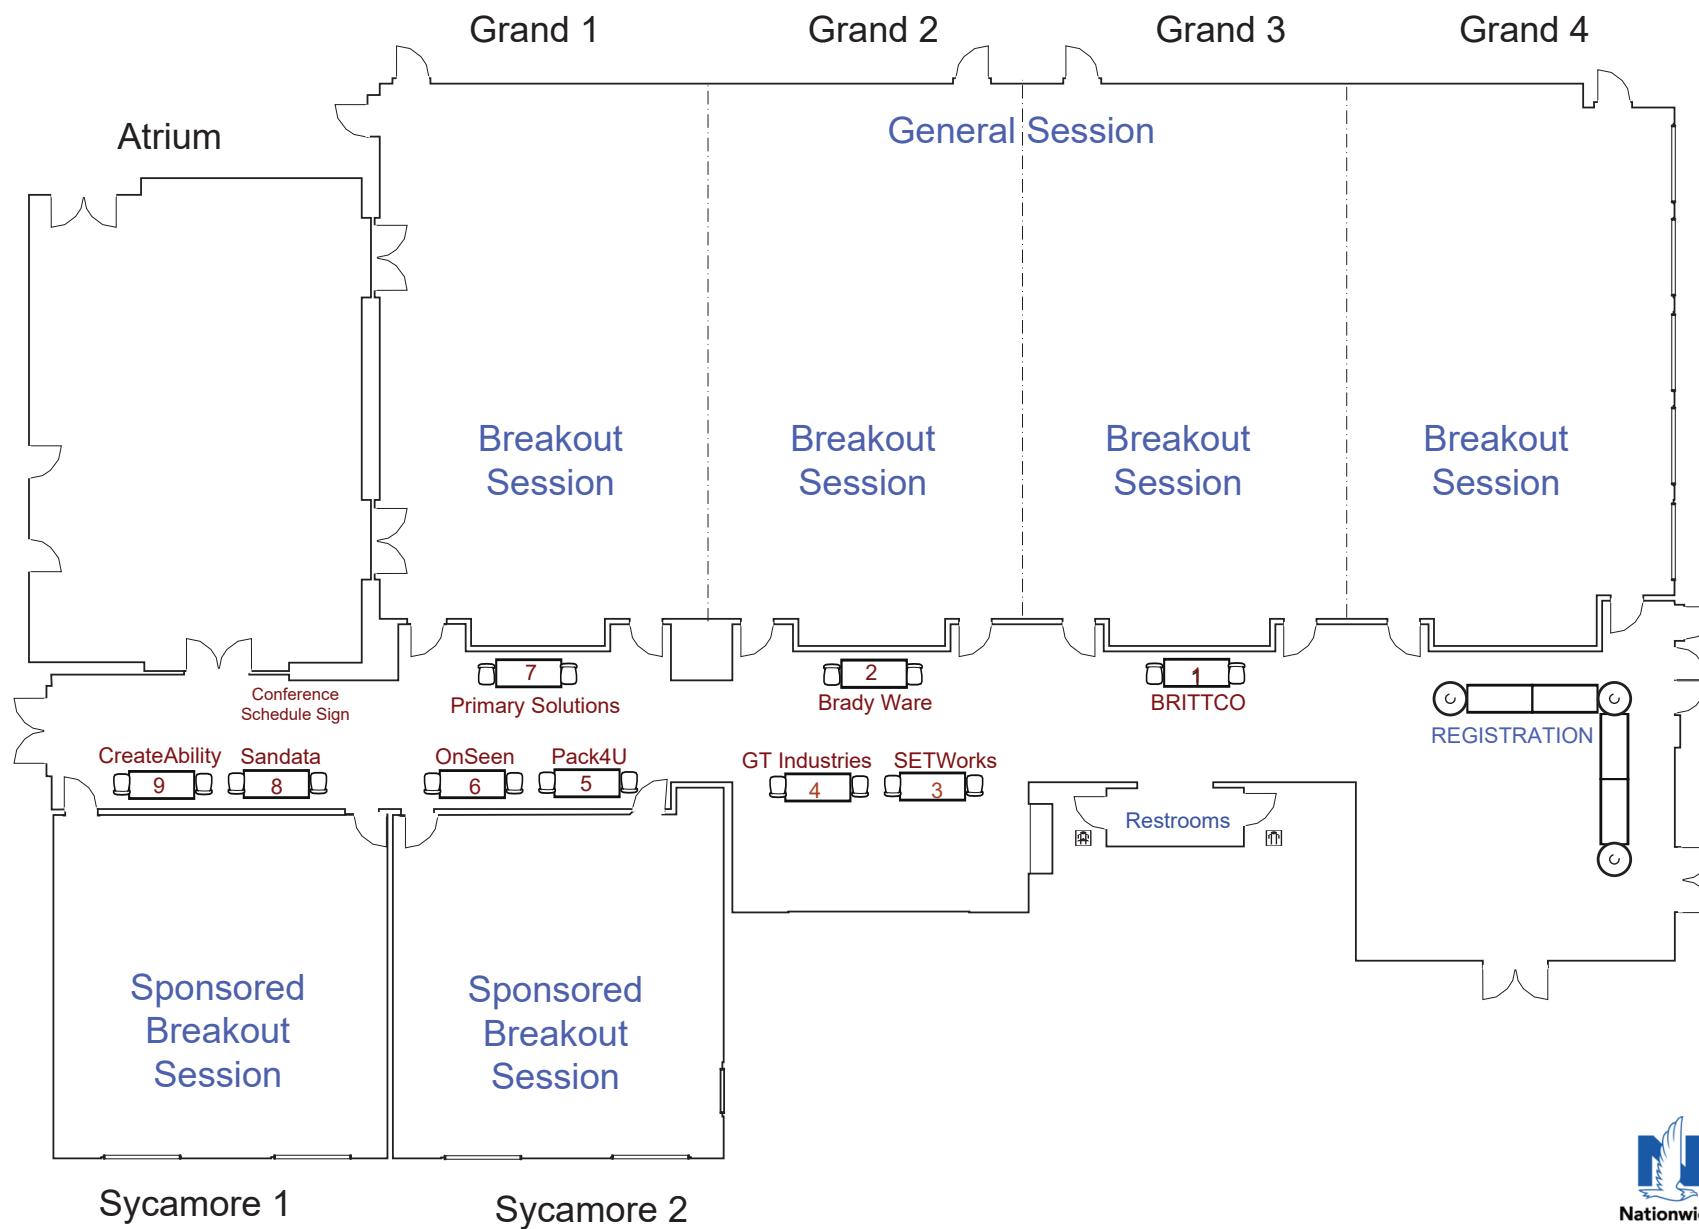 Grand 1
Grand 2
Grand 3
Grand 4
Atrium
General Session
Breakout
Session
Breakout
Session
Breakout
Session
Breakout
Session
7
Primary Solutions
2
Brady Ware
1
BRITTCO
Conference
Schedule Sign
REGISTRATION
CreateAbility
9
Sandata
8
OnSeen
6
Pack4U
5
GT Industries
4
SETWorks
3
Restrooms
Sponsored
Breakout
Session
Sponsored
Breakout
Session
Sycamore 1
Sycamore 2
C
C
C
N